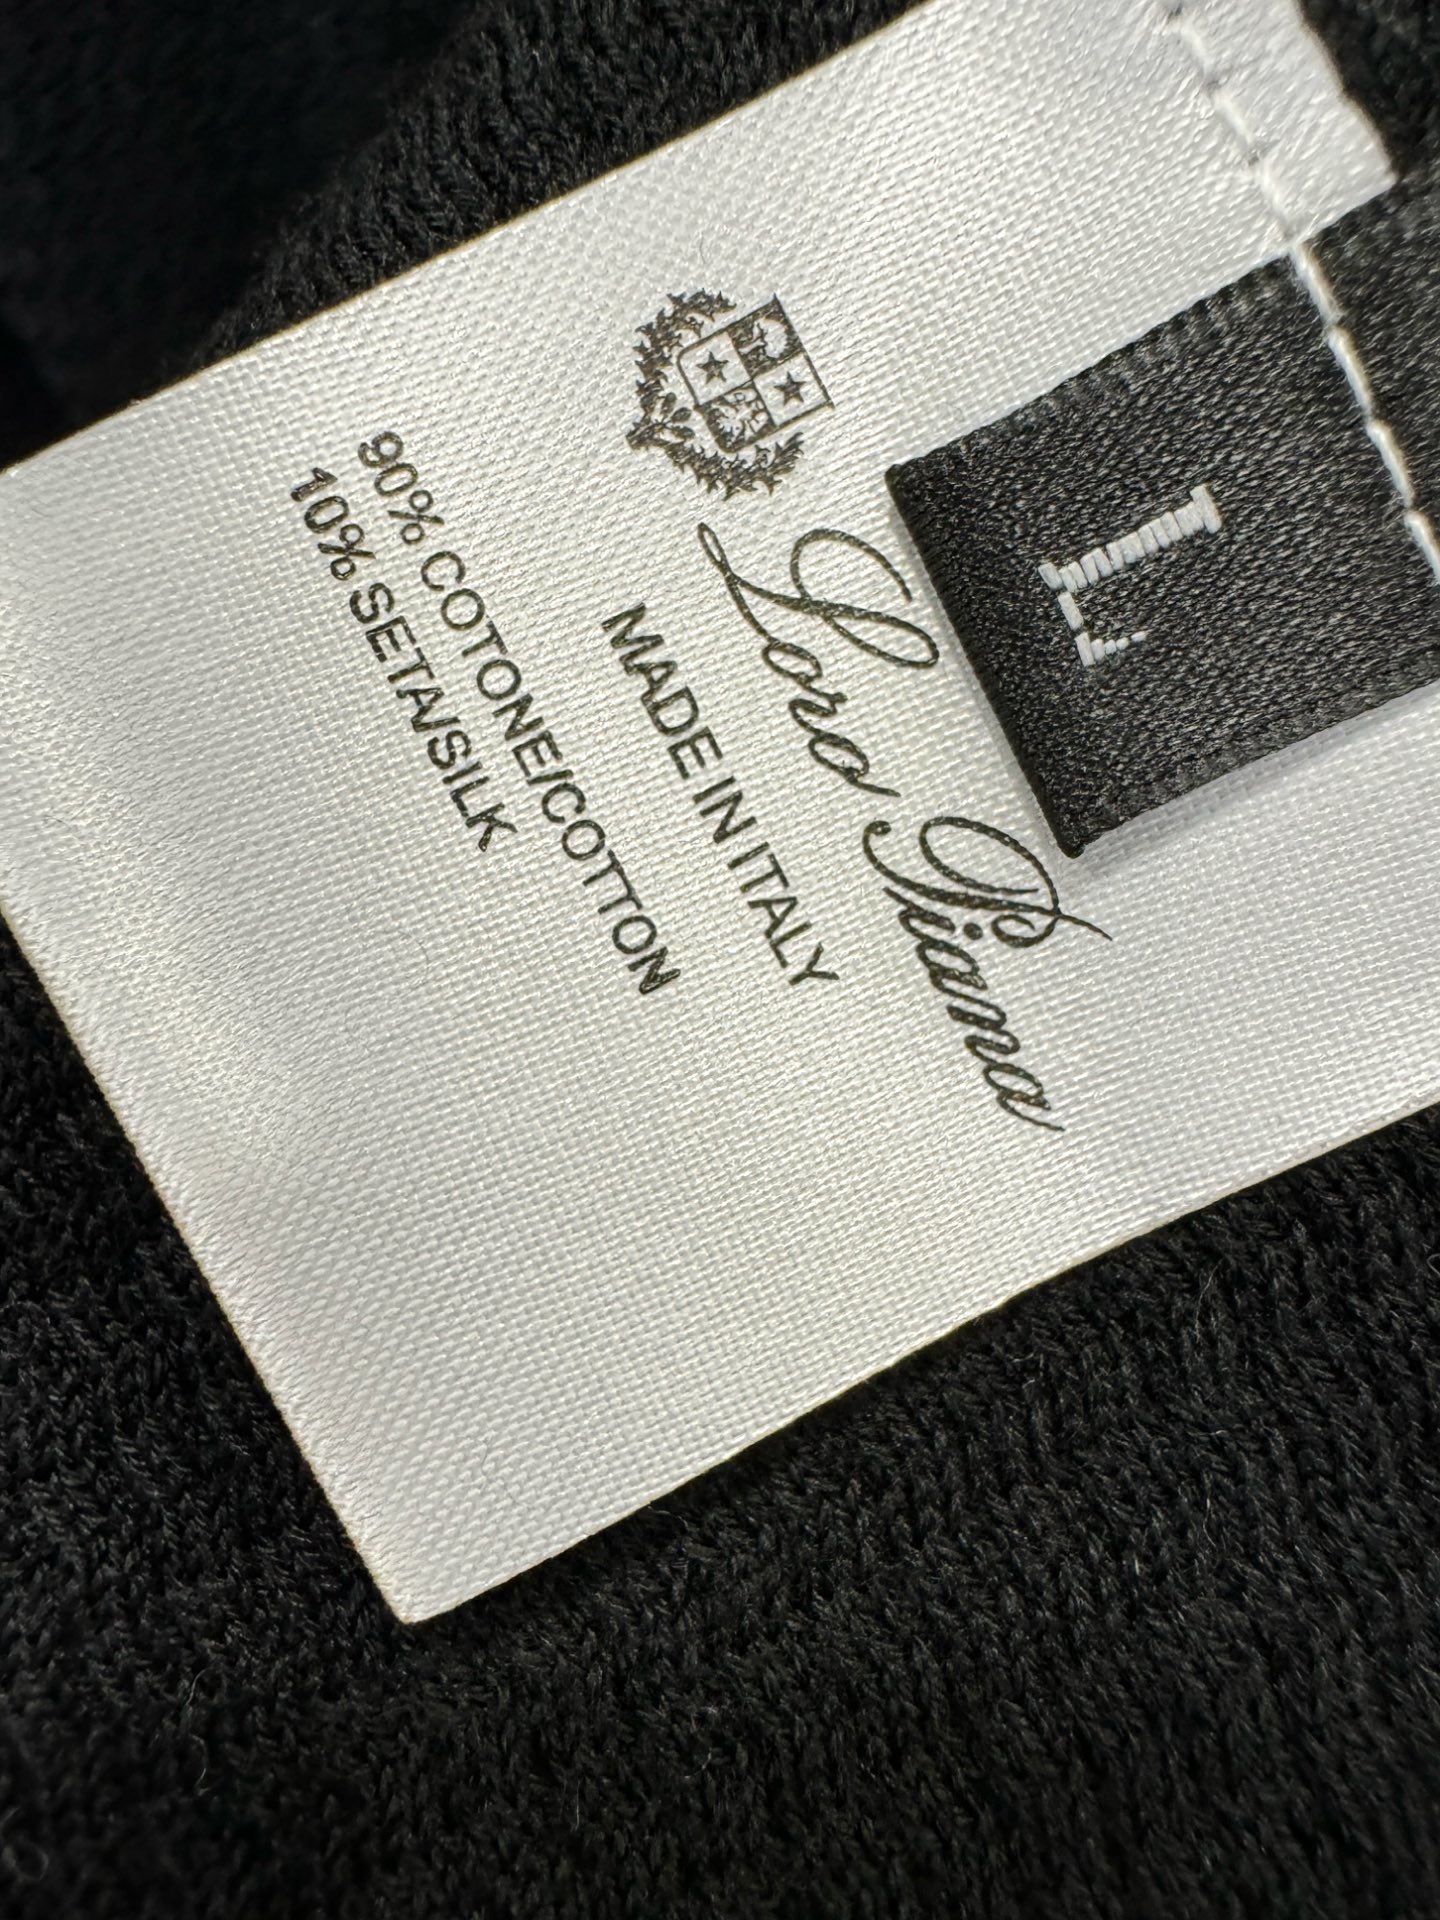 L
Loro Piana
MADE IN ITALY
90% COTONE/COTTON
10% SETA/SILK